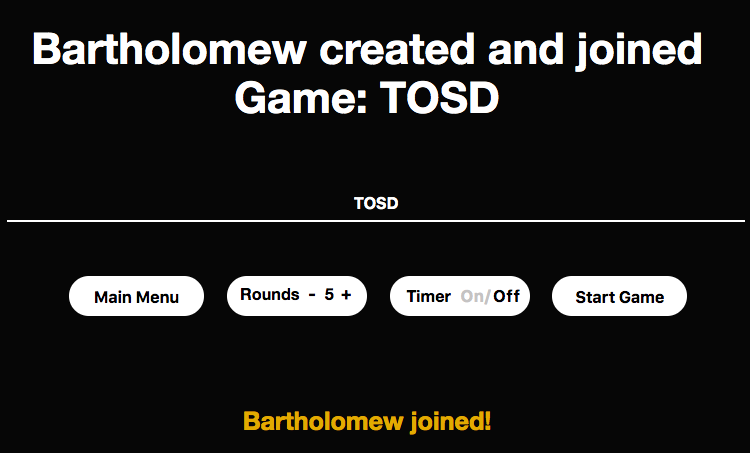 Bartholomew created and joined
Game: TOSD
TOSD
Main Menu
Rounds - 5 +
Timer On/Off
Start Game
Bartholomew joined!